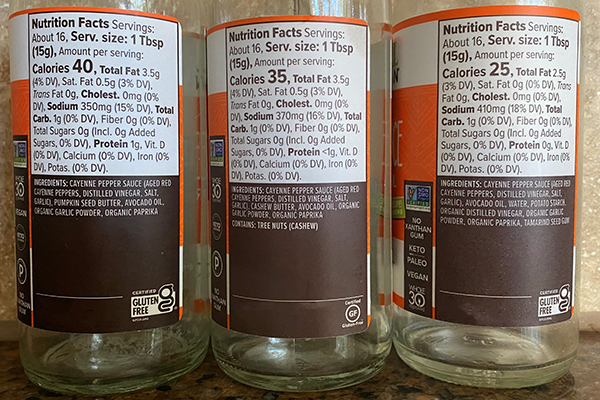 Nutrition Facts Servings:
About 16, Serv. size: 1 Tbsp
(15g), Amount per serving:
Calories 40, Total Fat 3.5g
(4% DV), Sat. Fat 0.5g (3% DV),
Trans Fat 0g, Cholest. 0mg (0%
DV), Sodium 350mg (15% DV), Total
Carb. 1g (0% DV), Fiber 0g (0% DV),
Total Sugars 0g (Incl. 0g Added
Sugars, 0% DV), Protein 1g, Vit. D
(0% DV), Calcium (0% DV), Iron (0%
DV), Potas. (0% DV).
INGREDIENTS: CAYENNE PEPPER SAUCE (AGED RED
CAYENNE PEPPERS, DISTILLED VINEGAR, SALT,
GARLIC), PUMPKIN SEED BUTTER, AVOCADO OIL,
ORGANIC GARLIC POWDER, ORGANIC PAPRIKA
NO
XANTHAN
GUM
CERTIFIED
GLUTEN
FREE
Nutrition Facts Servings:
About 16, Serv. size: 1 Tbsp
(15g), Amount per serving:
Calories 35, Total Fat 3.5g
(4% DV), Sat. Fat 0.5g (3% DV),
Trans Fat 0g, Cholest. 0mg (0%
DV), Sodium 370mg (16% DV), Total
Carb. 1g (0% DV), Fiber 0g (0% DV),
Total Sugars 0g (Incl. 0g Added
Sugars, 0% DV), Protein <1g, Vit. D
(0% DV), Calcium (0% DV), Iron (0%
DV), Potas. (0% DV).
INGREDIENTS: CAYENNE PEPPER SAUCE (AGED RED
CAYENNE PEPPERS, DISTILLED VINEGAR, SALT,
GARLIC), CASHEW BUTTER, AVOCADO OIL, ORGANIC
GARLIC POWDER, ORGANIC PAPRIKA
CONTAINS: TREE NUTS (CASHEW)
WHOLE
30
NO
XANTHAN
GUM
Certified
GF
Gluten-Free
Nutrition Facts Servings:
About 16, Serv. size: 1 Tbsp
(15g), Amount per serving:
Calories 25, Total Fat 2.5g
(3% DV), Sat. Fat 0g (0% DV),
Trans Fat 0g, Cholest. 0mg (0% DV),
Sodium 410mg (18% DV), Total
Carb. 1g (0% DV), Fiber 0g (0% DV),
Total Sugars 0g (Incl. 0g Added
Sugars, 0% DV), Protein 0g, Vit. D
(0% DV), Calcium (0% DV), Iron (0%
DV), Potas. (0% DV).
INGREDIENTS: CAYENNE PEPPER SAUCE (AGED RED
CAYENNE PEPPERS, DISTILLED VINEGAR, SALT,
GARLIC), AVOCADO OIL, WATER, POTATO STARCH,
ORGANIC DISTILLED VINEGAR, ORGANIC GARLIC
POWDER, ORGANIC PAPRIKA, TAMARIND SEED GUM
NO
XANTHAN
GUM
KETO
PALEO
VEGAN
WHOLE
30
CERTIFIED
GLUTEN
FREE